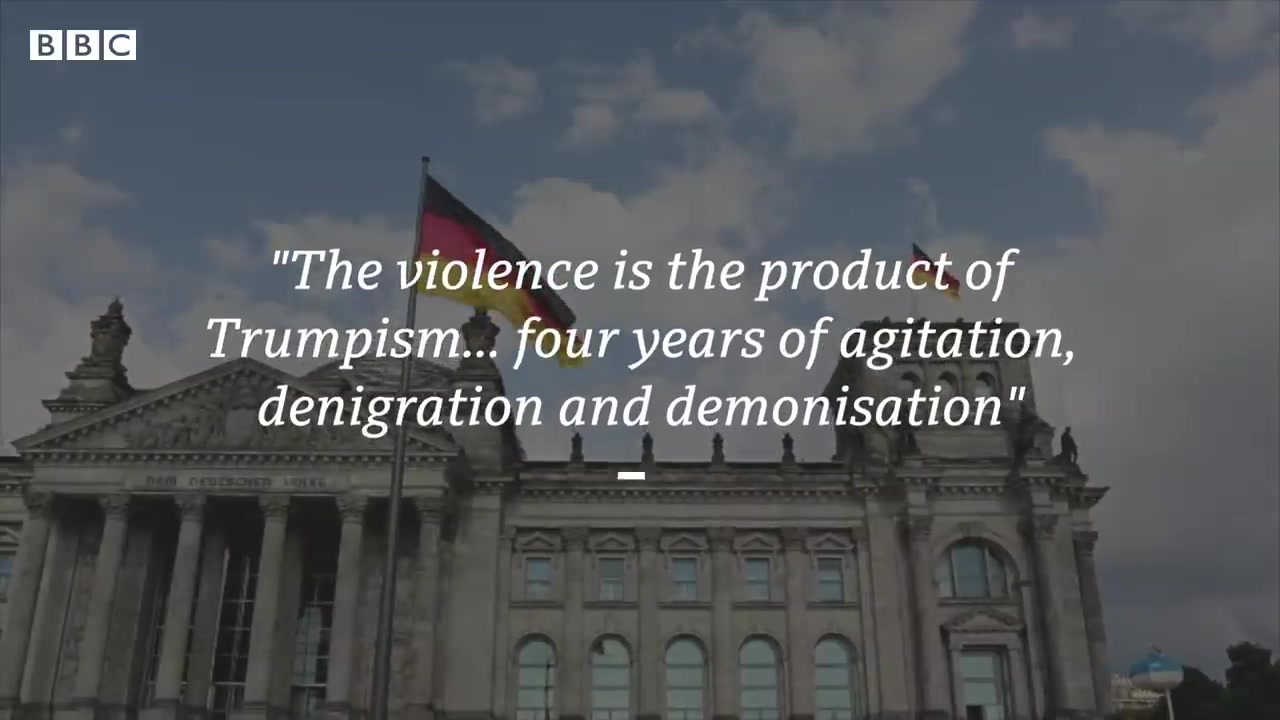 BBC
"The violence is the product of
Trumpism... four years of agitation,
denigration and demonisation"
DEM DEUTSCHEN VOLKE